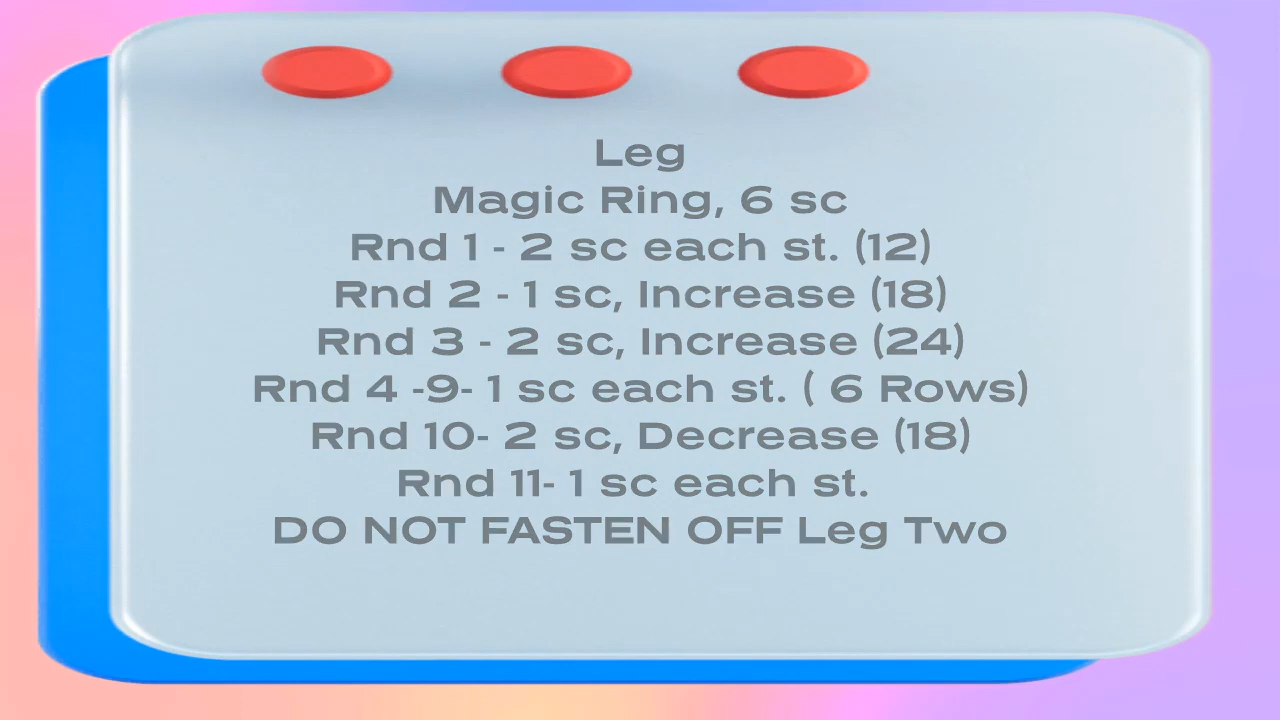 Leg
Magic Ring, 6 sc
Rnd 1 - 2 sc each st. (12)
Rnd 2 - 1 sc, Increase (18)
Rnd 3 - 2 sc, Increase (24)
Rnd 4 -9- 1 sc each st. ( 6 Rows)
Rnd 10- 2 sc, Decrease (18)
Rnd 11- 1 sc each st.
DO NOT FASTEN OFF Leg Two